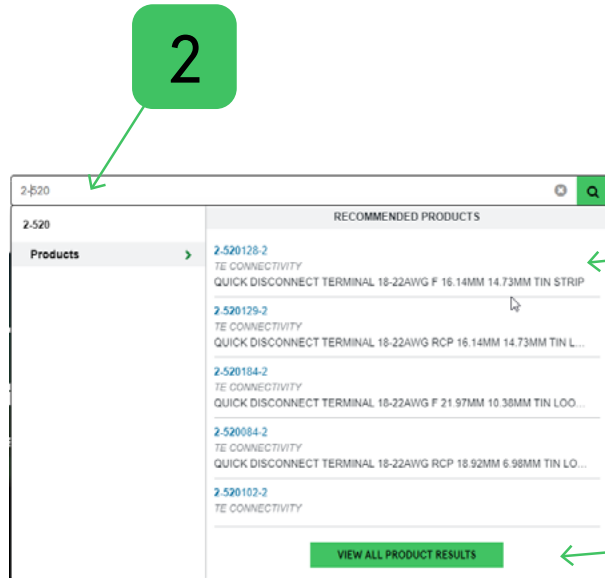 2
2-520
2-520
Products
RECOMMENDED PRODUCTS
2-520128-2
TE CONNECTIVITY
QUICK DISCONNECT TERMINAL 18-22AWG F 16.14MM 14.73MM TIN STRIP
2-520129-2
TE CONNECTIVITY
QUICK DISCONNECT TERMINAL 18-22AWG RCP 16.14MM 14.73MM TIN L...
2-520184-2
TE CONNECTIVITY
QUICK DISCONNECT TERMINAL 18-22AWG F 21.97MM 10.38MM TIN LOO...
2-520084-2
TE CONNECTIVITY
QUICK DISCONNECT TERMINAL 18-22AWG RCP 18.92MM 6.98MM TIN LO...
2-520102-2
TE CONNECTIVITY
VIEW ALL PRODUCT RESULTS